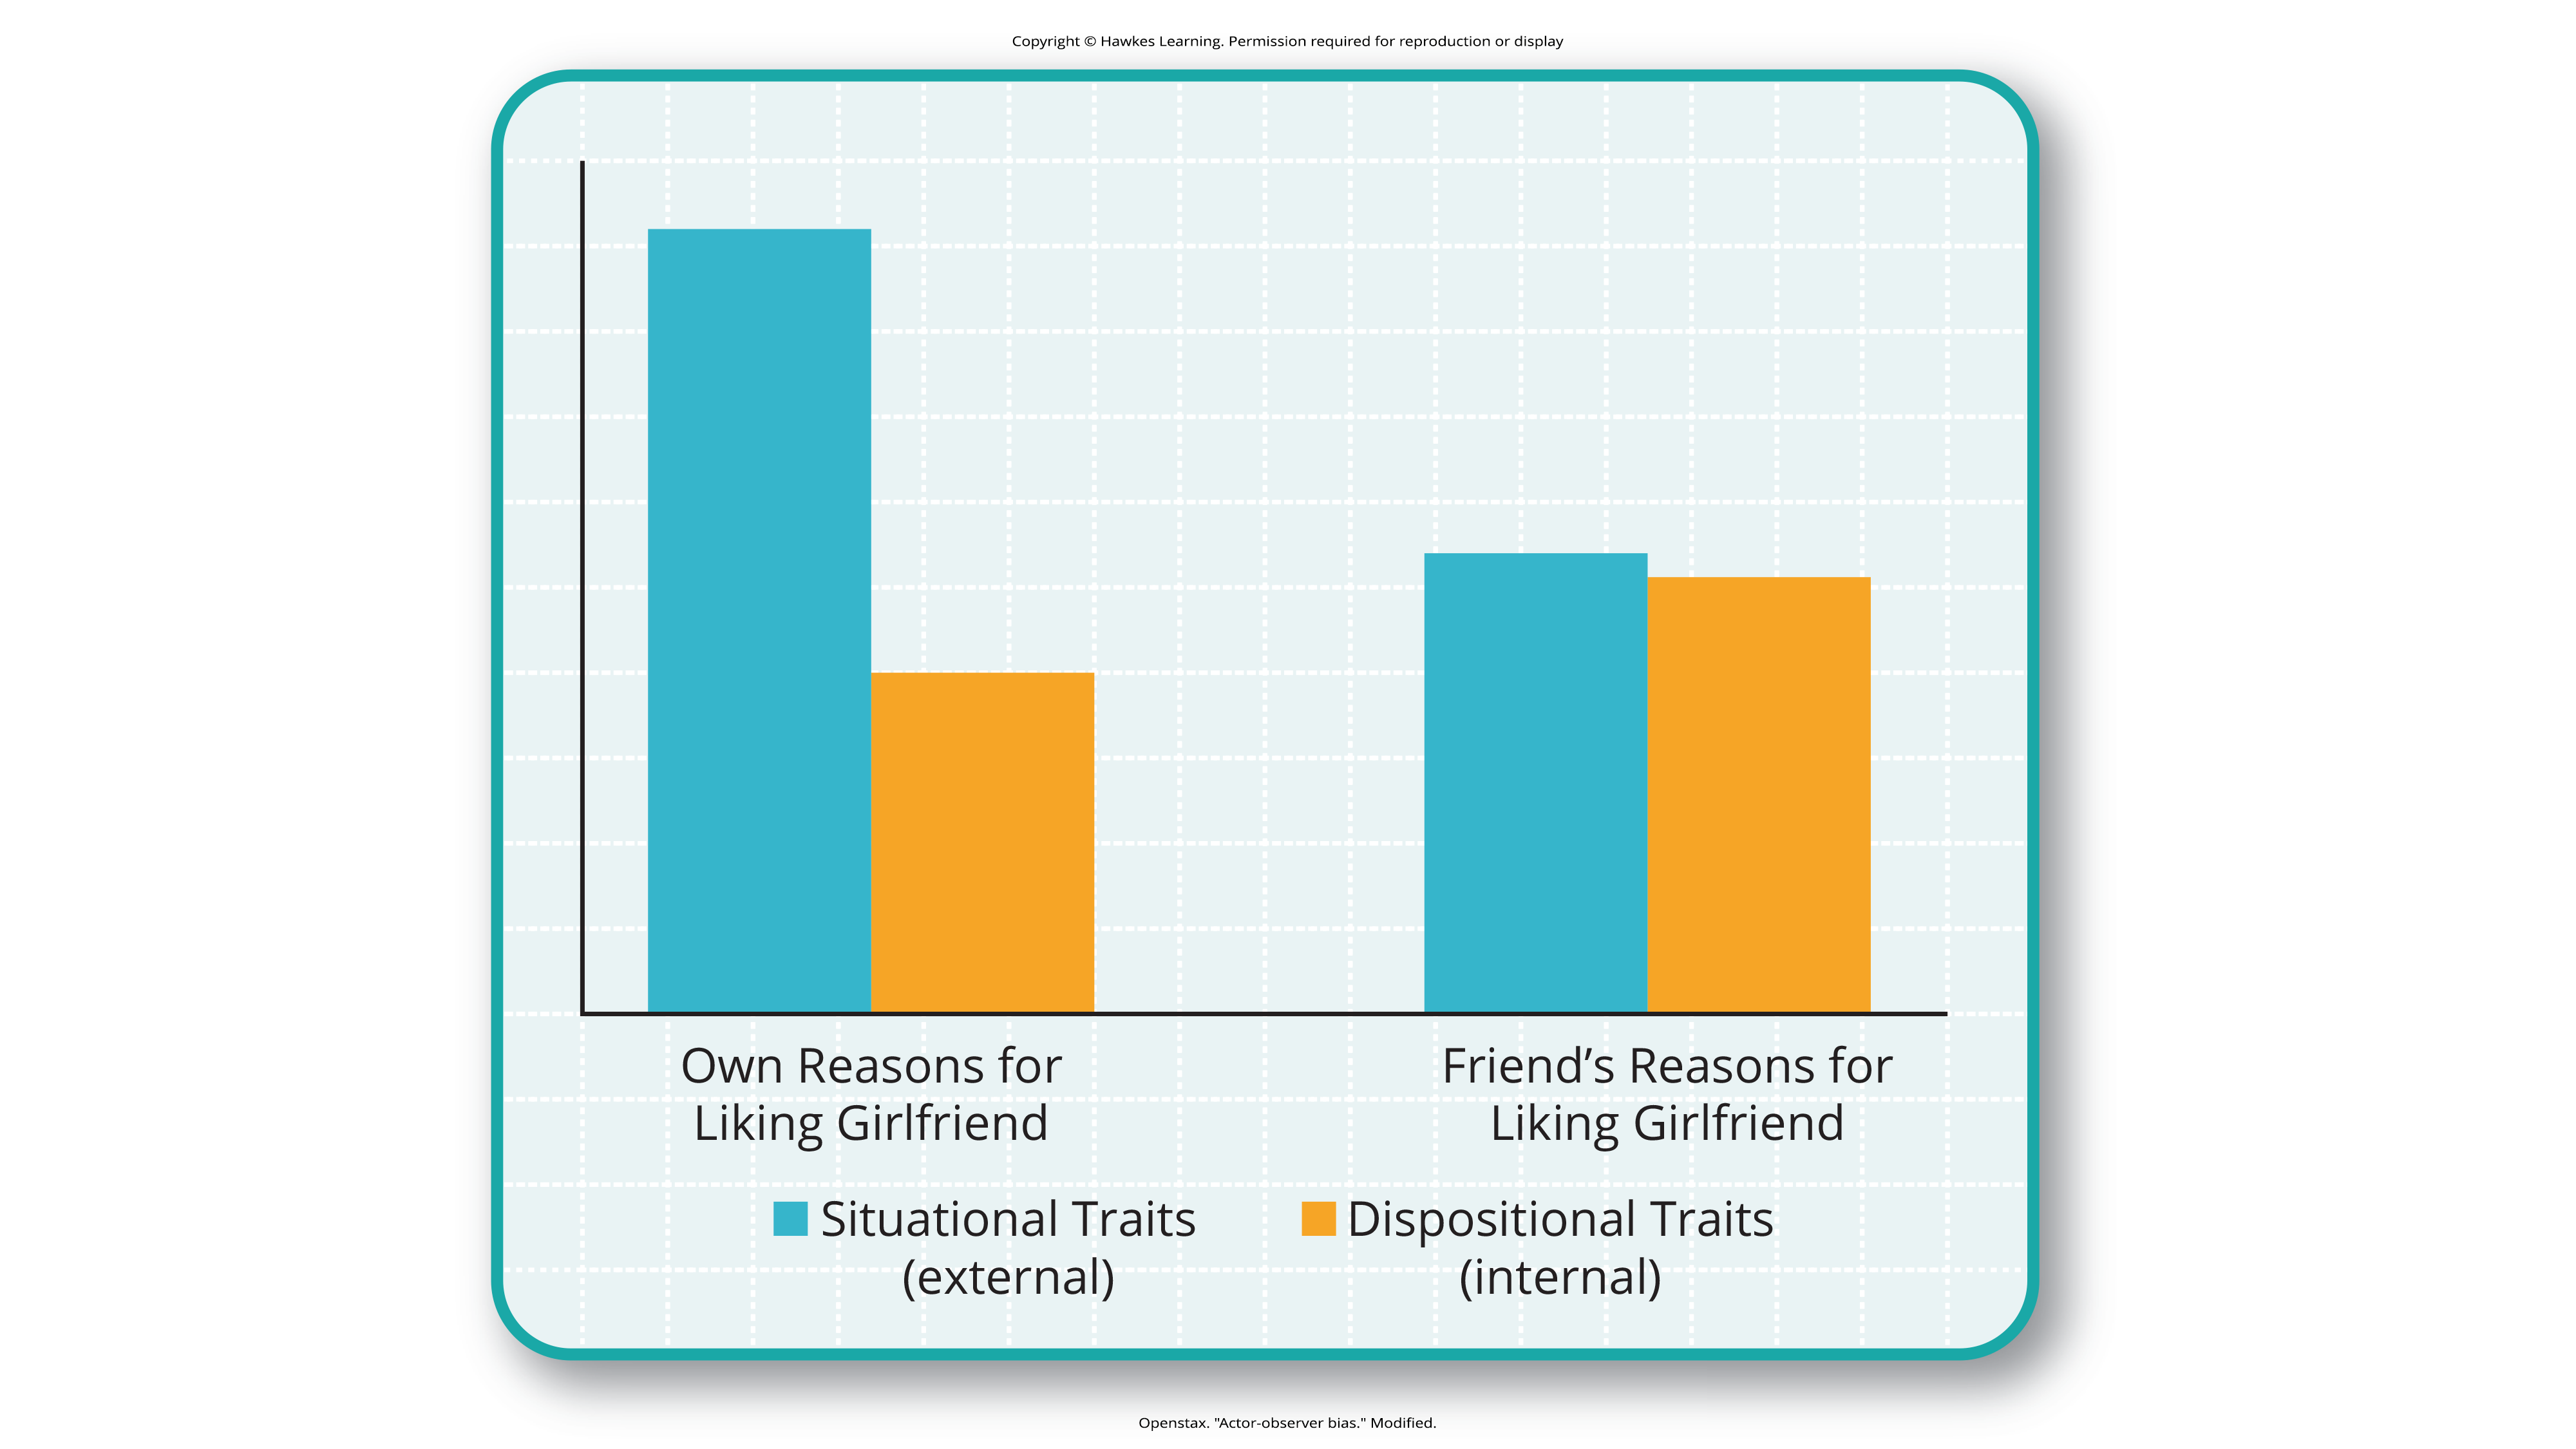 Copyright © Hawkes Learning. Permission required for reproduction or display
Own Reasons for
Liking Girlfriend
Friend’s Reasons for
Liking Girlfriend
Situational Traits
(external)
Dispositional Traits
(internal)
Openstax. "Actor-observer bias." Modified.